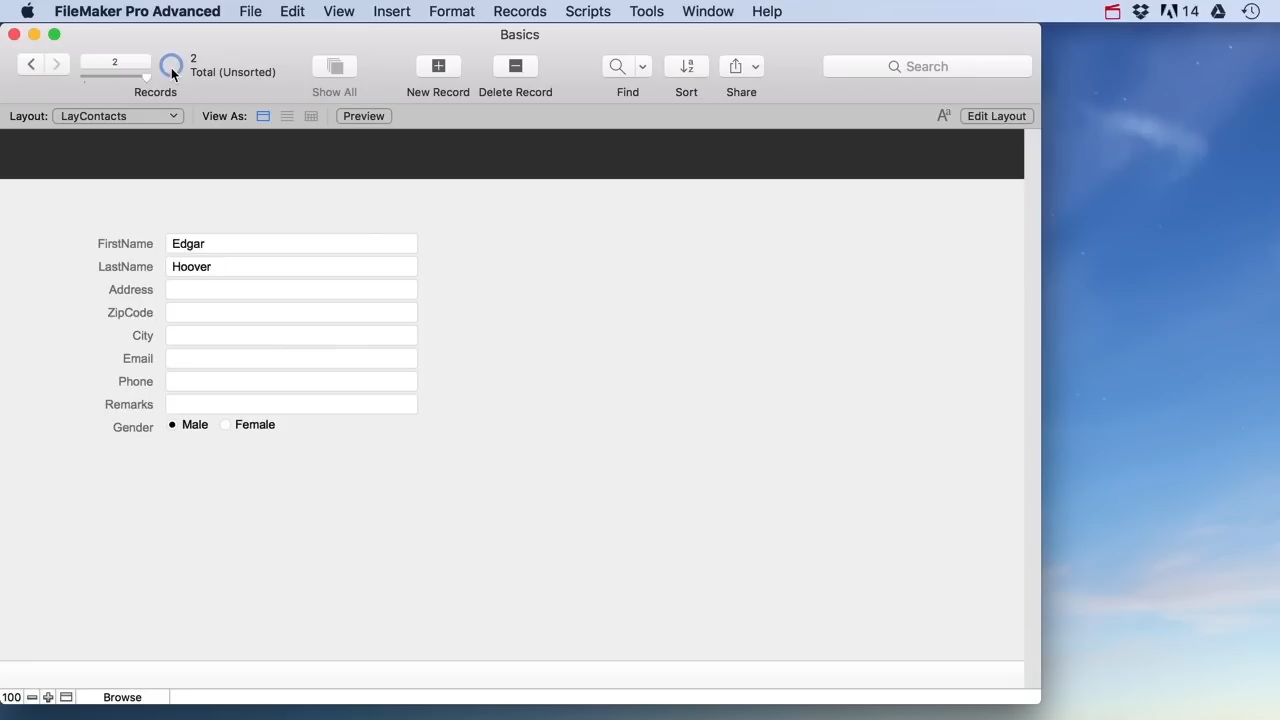 FileMaker Pro Advanced File Edit View Insert Format Records Scripts Tools Window Help 14
Basics
2
2
Total (Unsorted)
Search
Records Show All New Record Delete Record Find Sort Share
Layout: LayContacts View As: Preview Aa Edit Layout
FirstName Edgar
LastName Hoover
Address
ZipCode
City
Email
Phone
Remarks
Gender Male Female
100 Browse